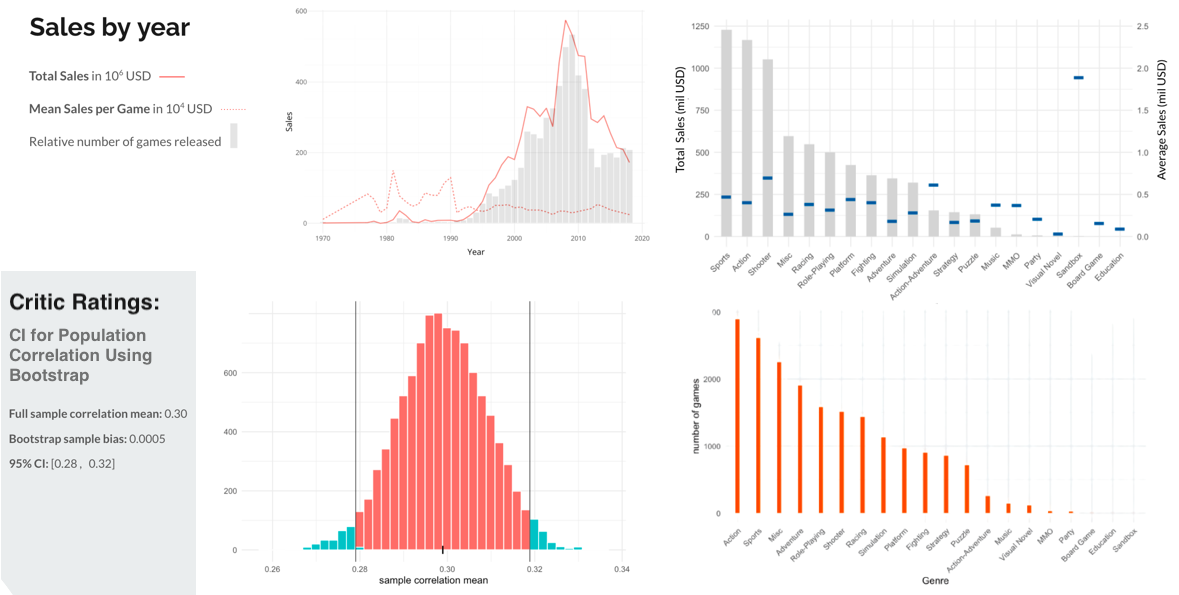 Sales by year
Total Sales in 10⁶ USD
Mean Sales per Game in 10⁴ USD
Relative number of games released
600
400
200
0
Sales
1970
1980
1990
2000
2010
2020
Year
1250
1000
750
500
250
0
Total Sales (mil USD)
2.5
2.0
1.5
1.0
0.5
0.0
Average Sales (mil USD)
Sports
Action
Shooter
Misc
Racing
Role-Playing
Platform
Fighting
Adventure
Simulation
Action-Adventure
Strategy
Puzzle
Music
MMO
Party
Visual Novel
Sandbox
Board Game
Education
Critic Ratings:
CI for Population
Correlation Using
Bootstrap
Full sample correlation mean: 0.30
Bootstrap sample bias: 0.0005
95% CI: [0.28 , 0.32]
600
400
200
0
0.26
0.28
0.30
0.32
0.34
sample correlation mean
00
2000
1000
0
number of games
Action
Sports
Misc
Adventure
Role-Playing
Shooter
Racing
Simulation
Platform
Fighting
Strategy
Puzzle
Action-Adventure
Music
Visual Novel
MMO
Party
Board Game
Education
Sandbox
Genre